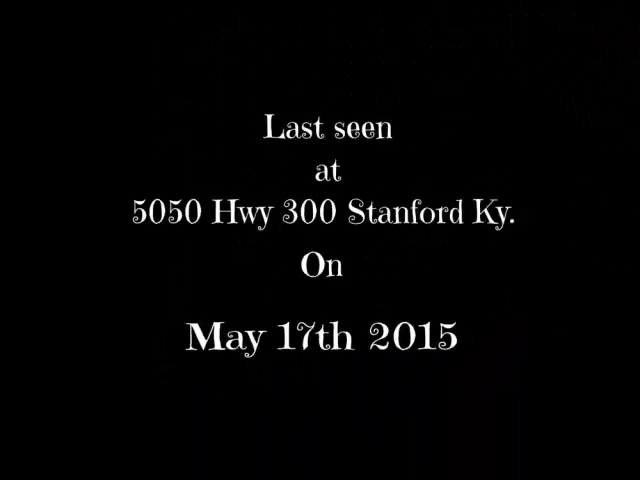 Last seen
at
5050 Hwy 300 Stanford Ky.
On
May 17th 2015